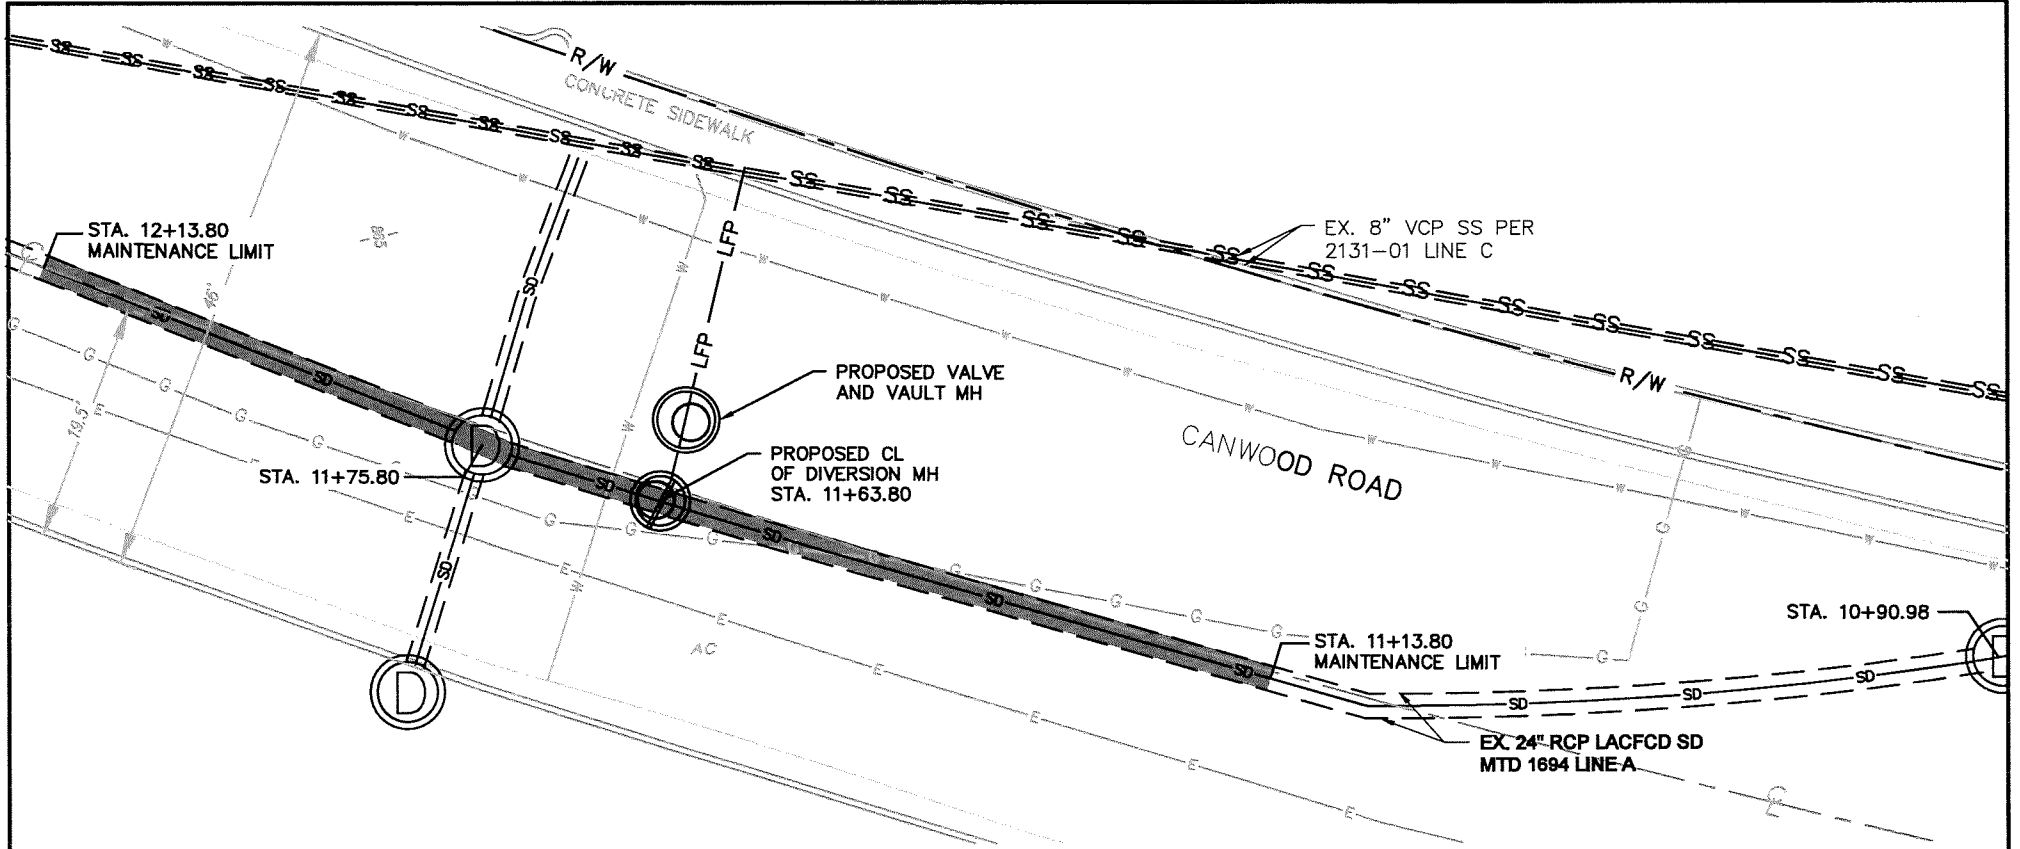 R/W
CONCRETE SIDEWALK
STA. 12+13.80
MAINTENANCE LIMIT
EX. 8" VCP SS PER
2131-01 LINE C
LFP
LFP
46'
19.5'
PROPOSED VALVE
AND VAULT MH
R/W
CANWOOD ROAD
STA. 11+75.80
D
PROPOSED CL
OF DIVERSION MH
STA. 11+63.80
AC
D
STA. 11+13.80
MAINTENANCE LIMIT
STA. 10+90.98
EX. 24" RCP LACFCD SD
MTD 1694 LINE A
SS
SD
W
G
E